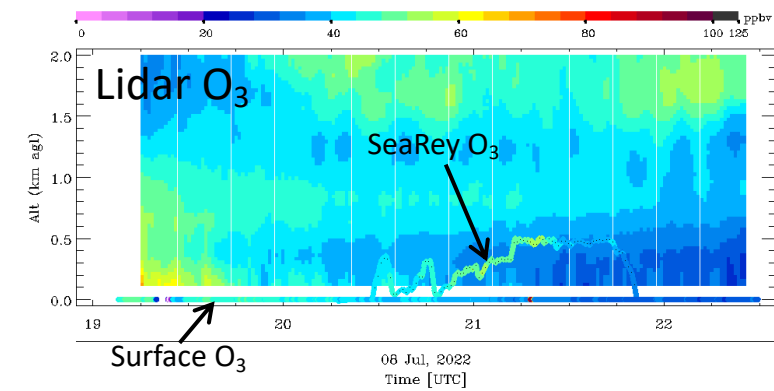 ppbv
0 20 40 60 80 100 125
2.0
Lidar O₃
1.5
SeaRey O₃
1.0
Alt (km agl)
0.5
0.0
19 20 21 22
Surface O₃
08 Jul, 2022
Time [UTC]